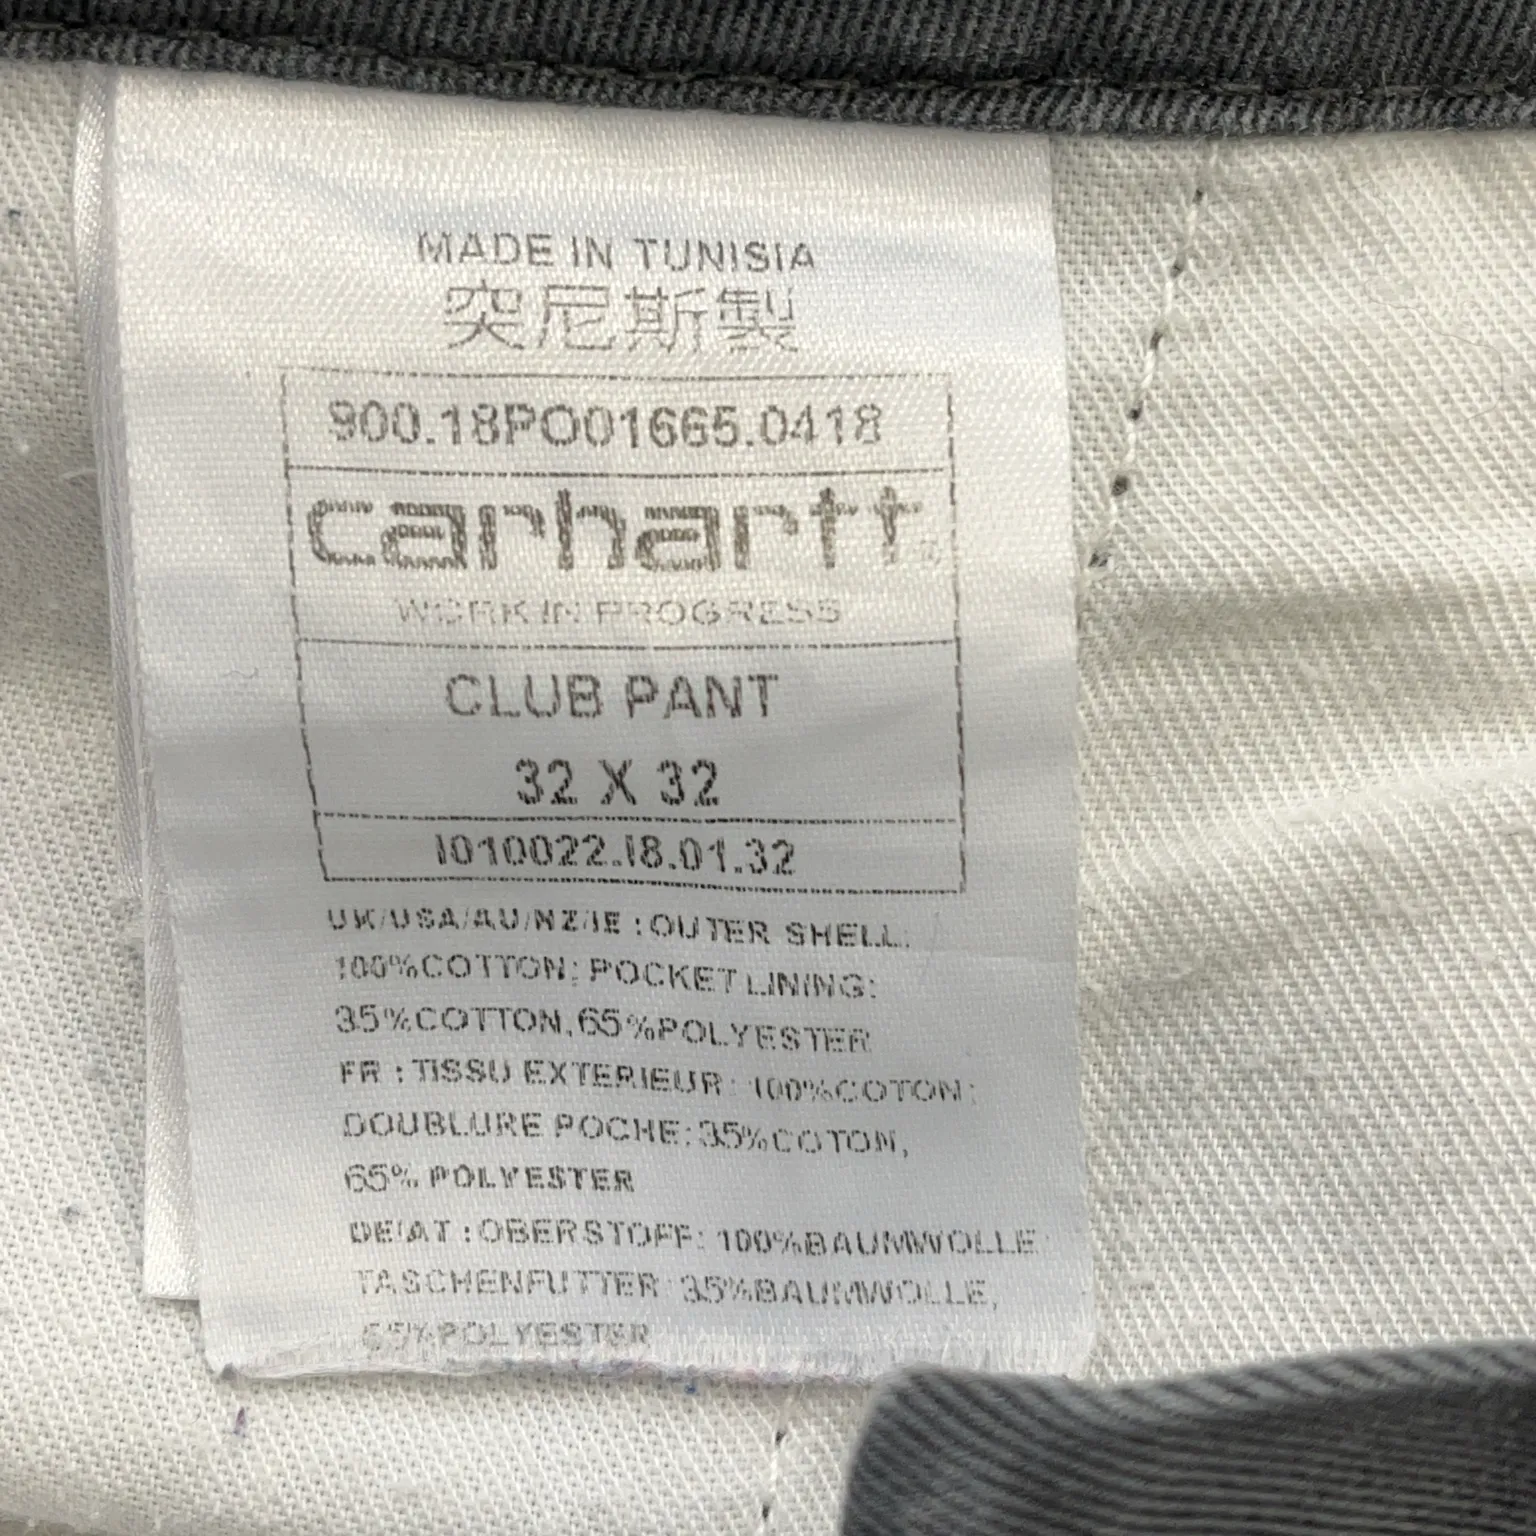 MADE IN TUNISIA
突尼斯製
900.18PO01665.0418
carhartt
WORK IN PROGRESS
CLUB PANT
32 X 32
I010022.I8.01.32
UK/USA/AU/NZ/IE : OUTER SHELL:
100%COTTON; POCKET LINING:
35%COTTON,65%POLYESTER
FR : TISSU EXTERIEUR: 100%COTON;
DOUBLURE POCHE: 35%COTON,
65% POLYESTER
DE/AT : OBERSTOFF: 100%BAUMWOLLE
TASCHENFUTTER: 35%BAUMWOLLE,
65%POLYESTER